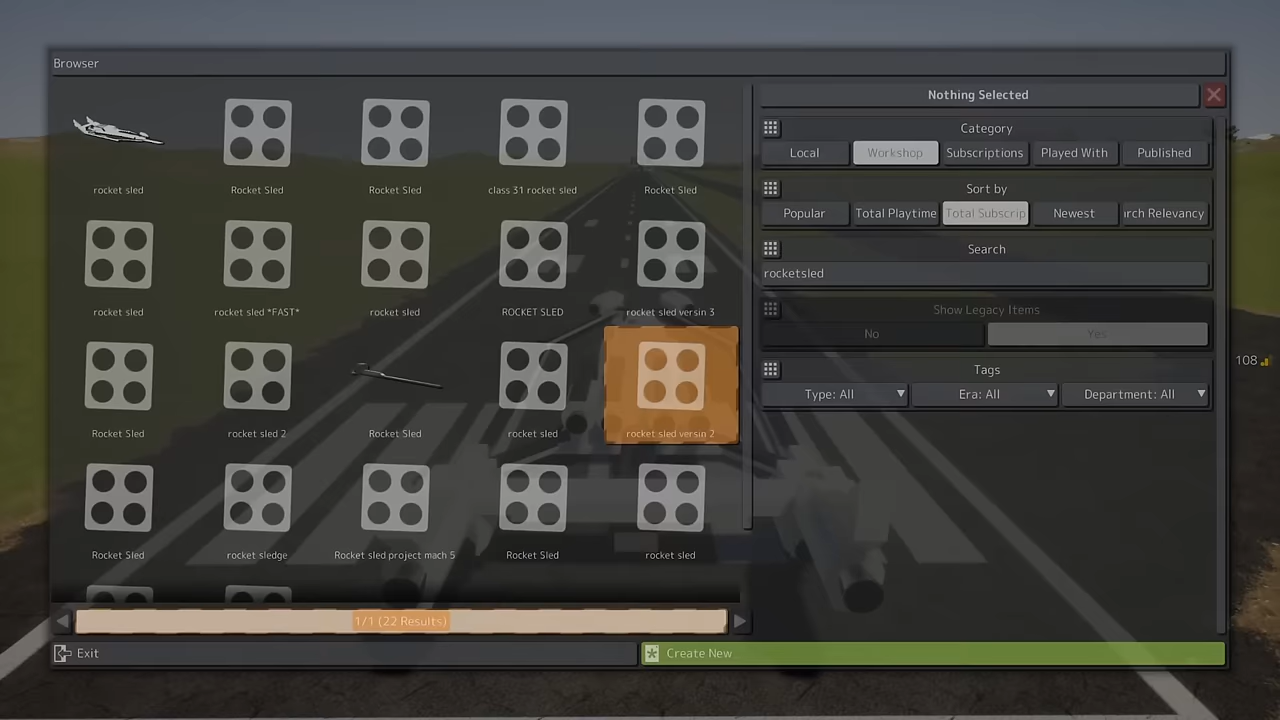 Browser
Nothing Selected
rocket sled
Rocket Sled
Rocket Sled
class 31 rocket sled
Rocket Sled
rocket sled
rocket sled *FAST*
rocket sled
ROCKET SLED
rocket sled versin 3
Rocket Sled
rocket sled 2
Rocket Sled
rocket sled
rocket sled versin 2
Rocket Sled
rocket sledge
Rocket sled project mach 5
Rocket Sled
rocket sled
1/1 (22 Results)
Category
Local Workshop Subscriptions Played With Published
Sort by
Popular Total Playtime Total Subscrip Newest rch Relevancy
Search
rocketsled
Show Legacy Items
No Yes
Tags
Type: All Era: All Department: All
108
Exit
Create New